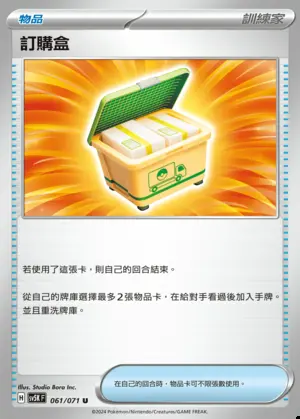 物品
訓練家
訂購盒
若使用了這張卡，則自己的回合結束。
從自己的牌庫選擇最多2張物品卡，在給對手看過後加入手牌。
並且重洗牌庫。
Illus. Studio Bora Inc.
H SV5K F 061/071 U
在自己的回合時，物品卡可不限張數使用。
©2024 Pokémon/Nintendo/Creatures/GAME FREAK.